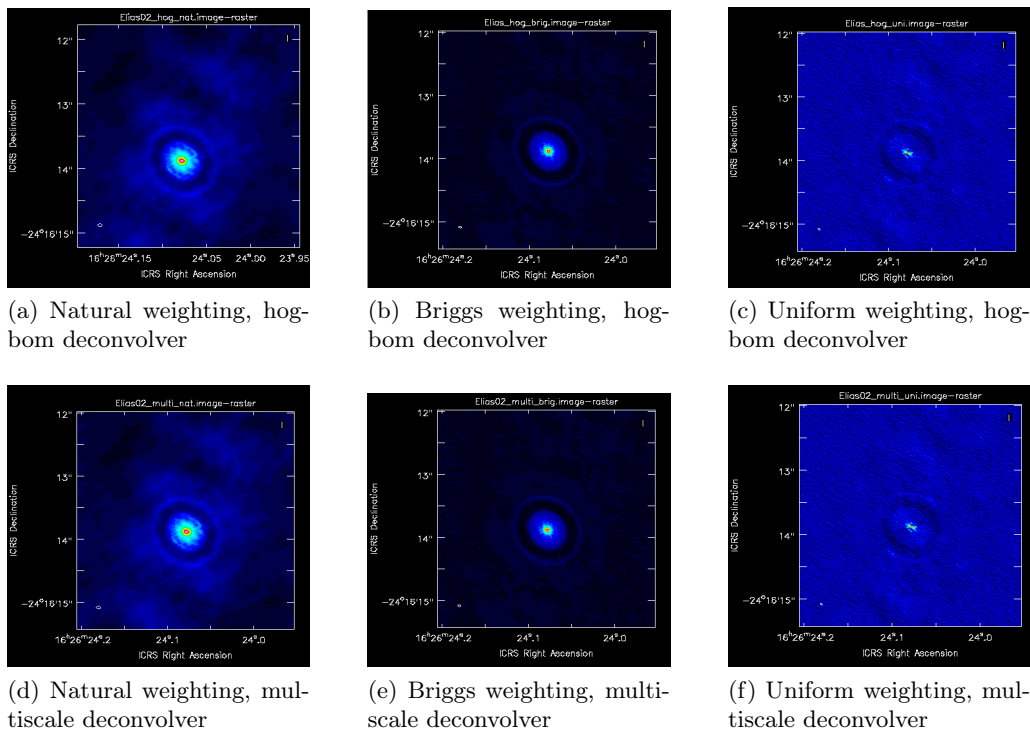 Elias02_hog_nat.image-raster
I
12"
13"
14"
-24°16'15"
ICRS Declination
16ʰ26ᵐ24ˢ.15
24ˢ.05
24ˢ.00
23ˢ.95
ICRS Right Ascension
(a) Natural weighting, hog-
bom deconvolver
Elias_hog_brig.image-raster
I
12"
13"
14"
-24°16'15"
ICRS Declination
16ʰ26ᵐ24ˢ.2
24ˢ.1
24ˢ.0
ICRS Right Ascension
(b) Briggs weighting, hog-
bom deconvolver
Elias_hog_uni.image-raster
I
12"
13"
14"
-24°16'15"
ICRS Declination
16ʰ26ᵐ24ˢ.2
24ˢ.1
24ˢ.0
ICRS Right Ascension
(c) Uniform weighting, hog-
bom deconvolver
Elias02_multi_nat.image-raster
I
12"
13"
14"
-24°16'15"
ICRS Declination
16ʰ26ᵐ24ˢ.2
24ˢ.1
24ˢ.0
ICRS Right Ascension
(d) Natural weighting, mul-
tiscale deconvolver
Elias02_multi_brig.image-raster
I
12"
13"
14"
-24°16'15"
ICRS Declination
16ʰ26ᵐ24ˢ.2
24ˢ.1
24ˢ.0
ICRS Right Ascension
(e) Briggs weighting, multi-
scale deconvolver
Elias02_multi_uni.image-raster
I
12"
13"
14"
-24°16'15"
ICRS Declination
16ʰ26ᵐ24ˢ.2
24ˢ.1
24ˢ.0
ICRS Right Ascension
(f) Uniform weighting, mul-
tiscale deconvolver